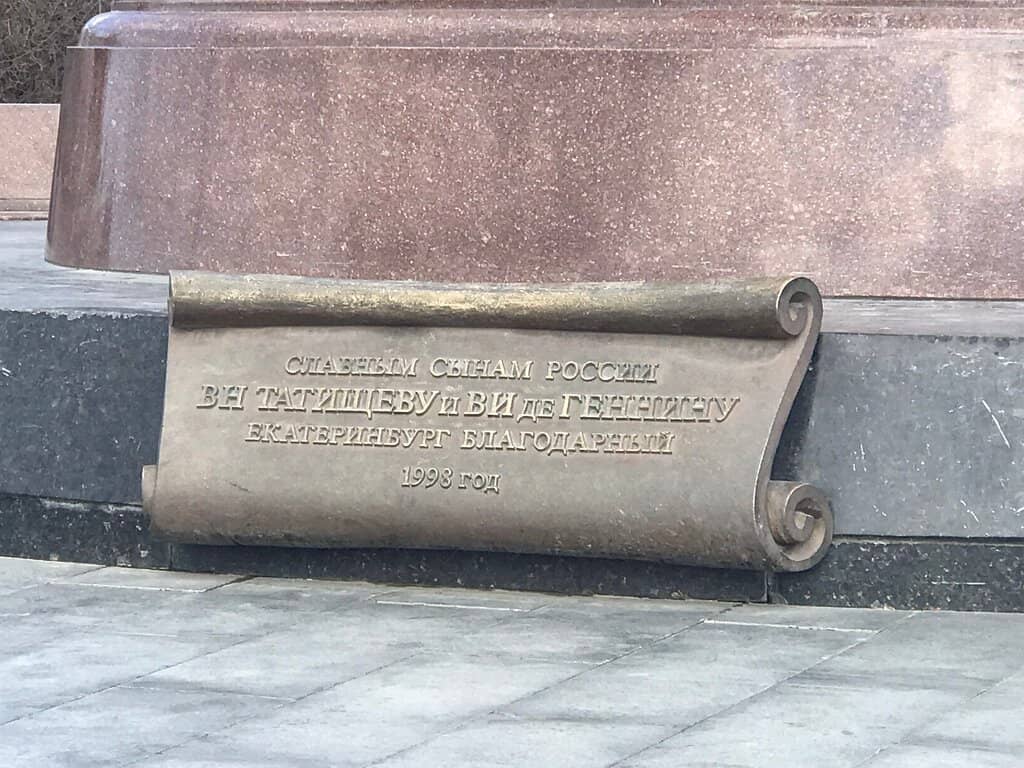 СЛАВНЫМ СЫНАМ РОССИИ
ВН ТАТИЩЕВУ И ВИ ДЕ ГЕННИНУ
ЕКАТЕРИНБУРГ БЛАГОДАРНЫЙ
1998 ГОД